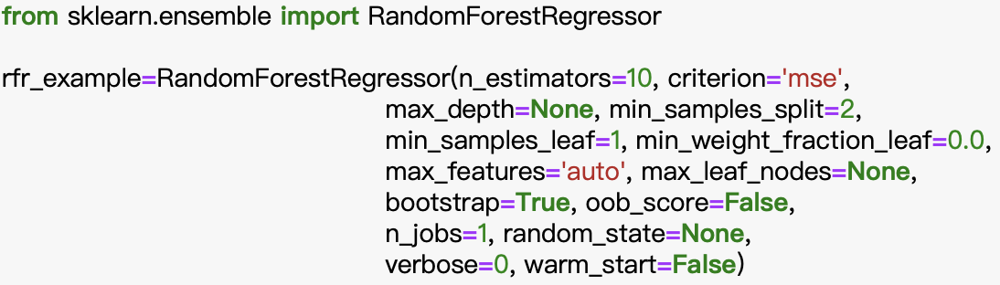 from sklearn.ensemble import RandomForestRegressor
rfr_example=RandomForestRegressor(n_estimators=10, criterion='mse',
max_depth=None, min_samples_split=2,
min_samples_leaf=1, min_weight_fraction_leaf=0.0,
max_features='auto', max_leaf_nodes=None,
bootstrap=True, oob_score=False,
n_jobs=1, random_state=None,
verbose=0, warm_start=False)